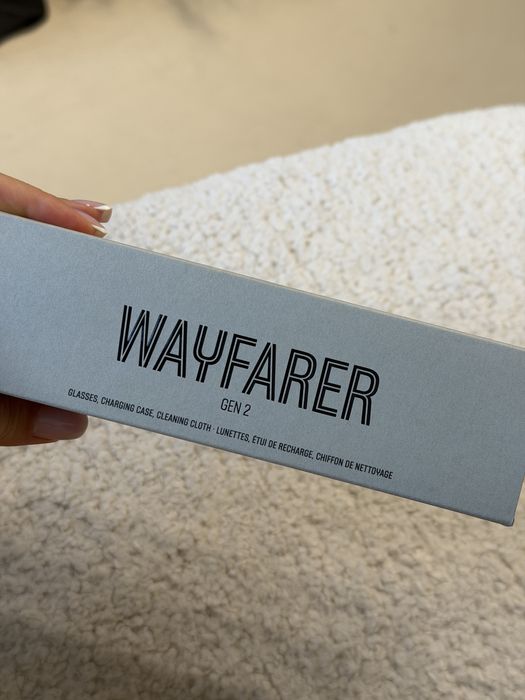 WAYFARER
GEN 2
GLASSES, CHARGING CASE, CLEANING CLOTH · LUNETTES, ÉTUI DE RECHARGE, CHIFFON DE NETTOYAGE